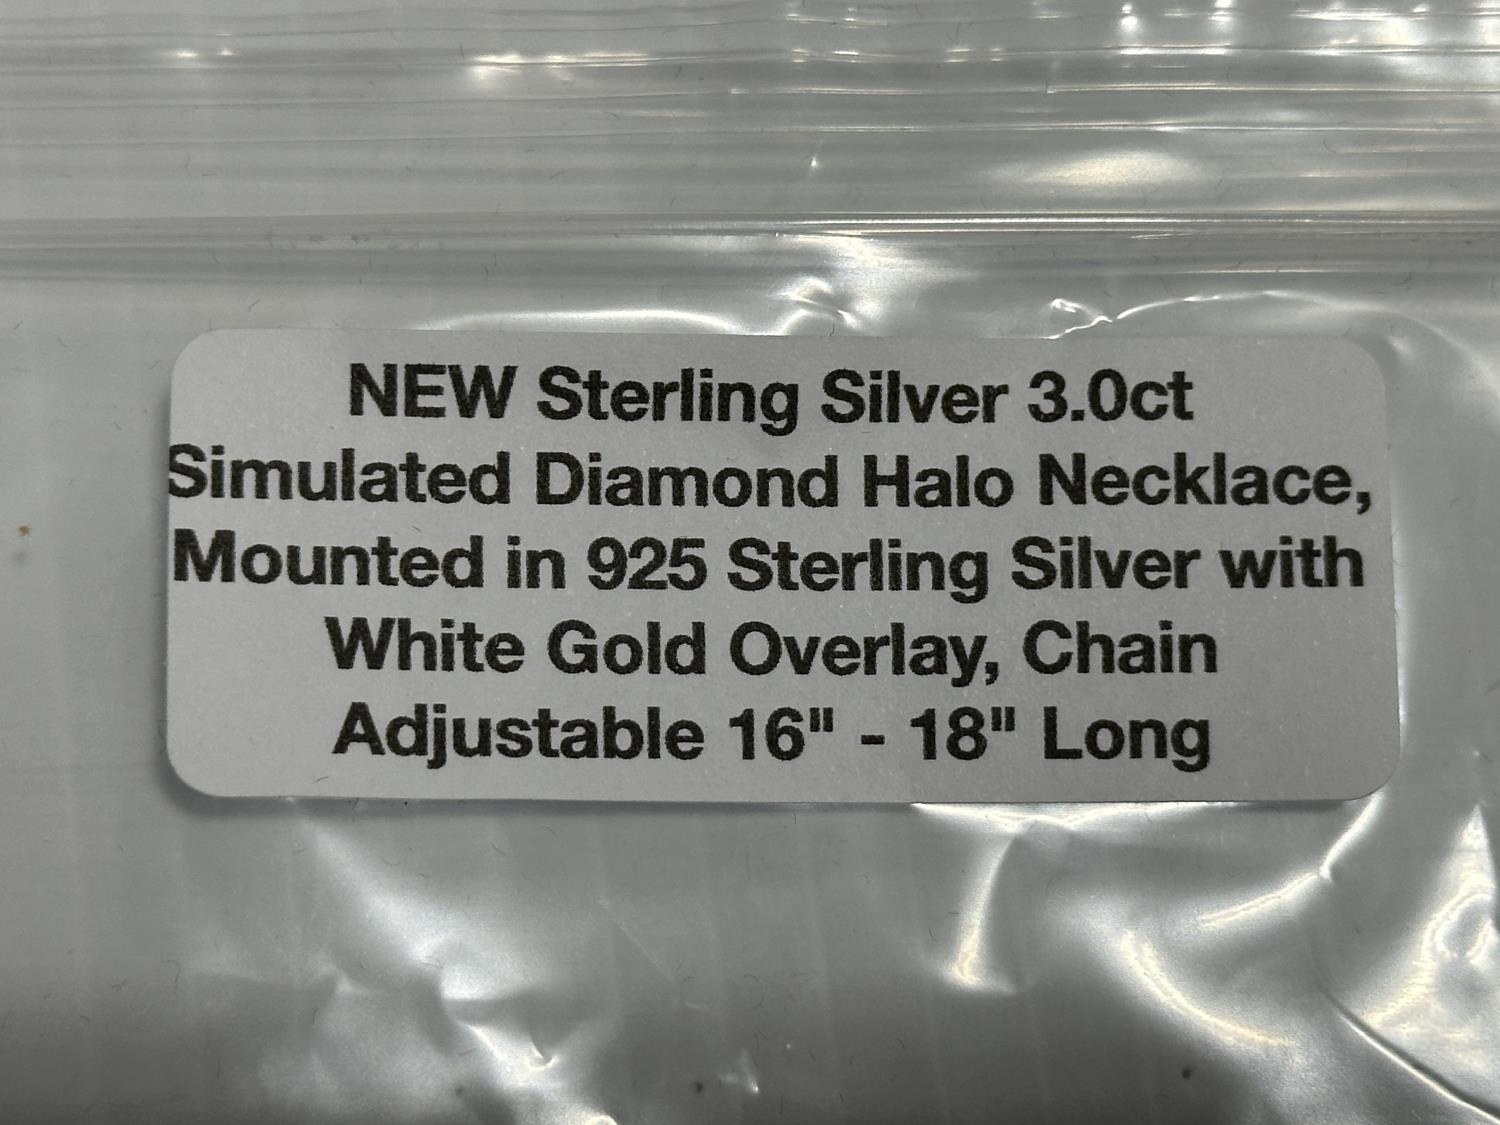 NEW Sterling Silver 3.0ct
Simulated Diamond Halo Necklace,
Mounted in 925 Sterling Silver with
White Gold Overlay, Chain
Adjustable 16" - 18" Long